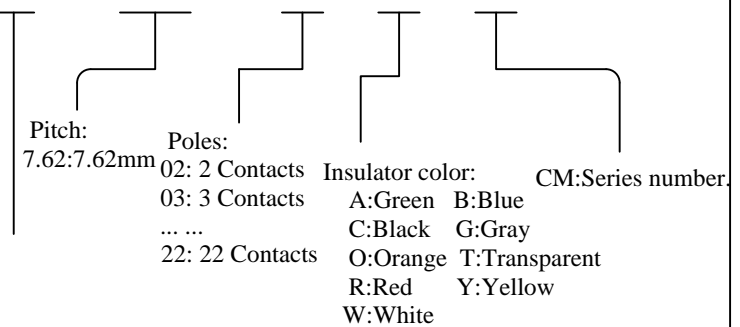 Pitch:
7.62:7.62mm
Poles:
02: 2 Contacts
03: 3 Contacts
... ...
22: 22 Contacts
Insulator color:
A:Green B:Blue
C:Black G:Gray
O:Orange T:Transparent
R:Red Y:Yellow
W:White
CM:Series number.